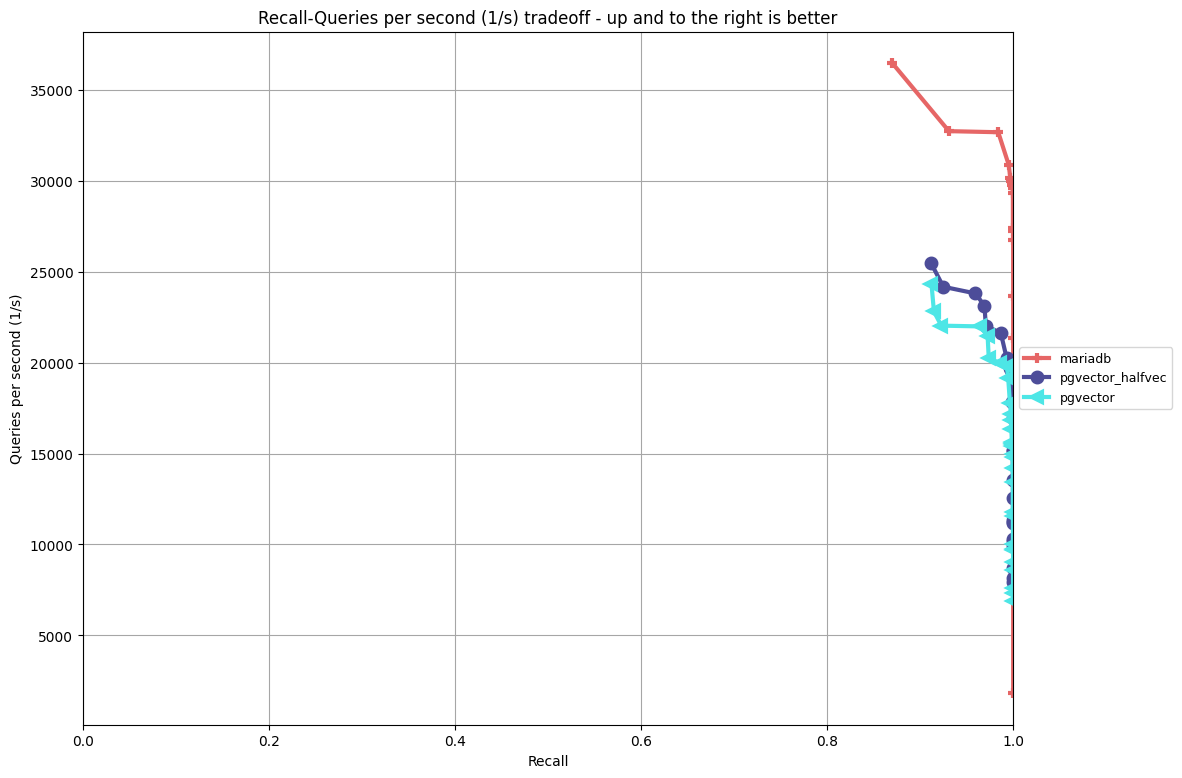 Recall-Queries per second (1/s) tradeoff - up and to the right is better
35000
30000
25000
20000
15000
10000
5000
Queries per second (1/s)
0.0
0.2
0.4
0.6
0.8
1.0
Recall
mariadb
pgvector_halfvec
pgvector